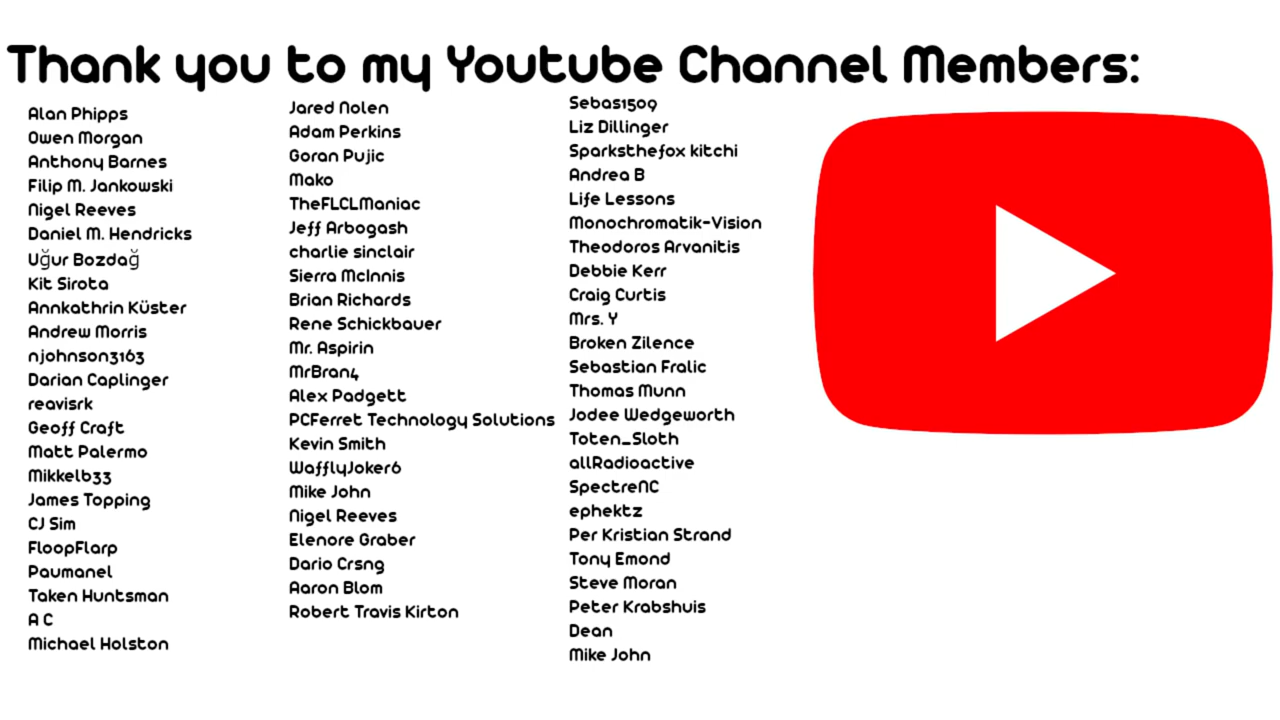 Thank you to my Youtube Channel Members:
Alan Phipps
Owen Morgan
Anthony Barnes
Filip M. Jankowski
Nigel Reeves
Daniel M. Hendricks
Uğur Bozdağ
Kit Sirota
Annkathrin Küster
Andrew Morris
njohnson3163
Darian Caplinger
reavisrk
Geoff Craft
Matt Palermo
Mikkelb33
James Topping
CJ Sim
FloopFlarp
Paumanel
Taken Huntsman
A C
Michael Holston
Jared Nolen
Adam Perkins
Goran Pujic
Mako
TheFLCLManiac
Jeff Arbogash
charlie sinclair
Sierra McInnis
Brian Richards
Rene Schickbauer
Mr. Aspirin
MrBran4
Alex Padgett
PCFerret Technology Solutions
Kevin Smith
WafflyJoker6
Mike John
Nigel Reeves
Elenore Graber
Dario Crsng
Aaron Blom
Robert Travis Kirton
Sebas1509
Liz Dillinger
Sparksthefox kitchi
Andrea B
Life Lessons
Monochromatik-Vision
Theodoros Arvanitis
Debbie Kerr
Craig Curtis
Mrs. Y
Broken Zilence
Sebastian Fralic
Thomas Munn
Jodee Wedgeworth
Toten_Sloth
allRadioactive
SpectreNC
ephektz
Per Kristian Strand
Tony Emond
Steve Moran
Peter Krabshuis
Dean
Mike John